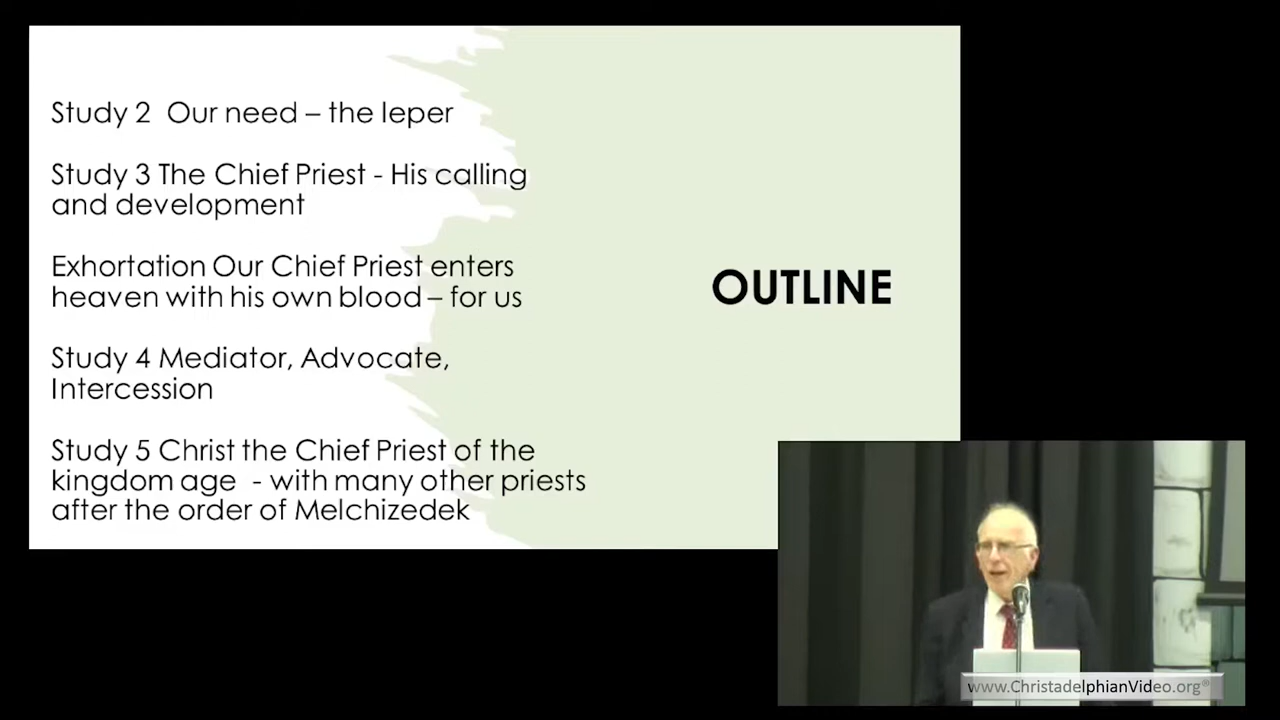 Study 2  Our need – the leper
Study 3 The Chief Priest - His calling
and development
Exhortation Our Chief Priest enters
heaven with his own blood – for us
Study 4 Mediator, Advocate,
Intercession
Study 5 Christ the Chief Priest of the
kingdom age  - with many other priests
after the order of Melchizedek
OUTLINE
www.ChristadelphianVideo.org®